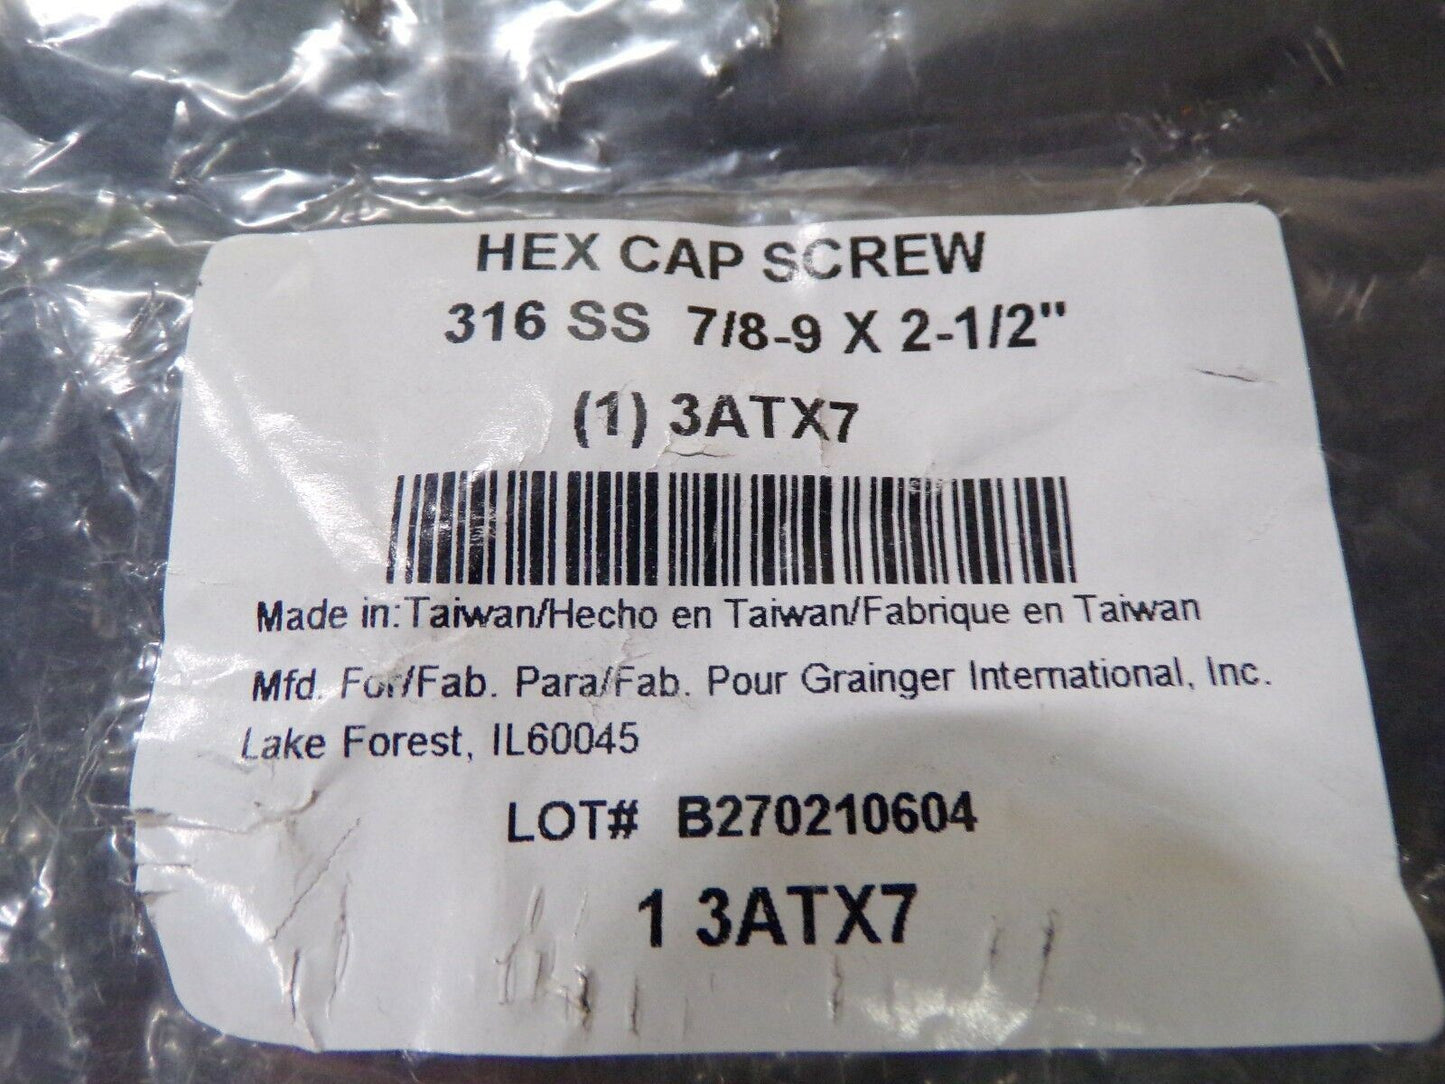 HEX CAP SCREW
316 SS 7/8-9 X 2-1/2"
(1) 3ATX7
Made in:Taiwan/Hecho en Taiwan/Fabrique en Taiwan
Mfd. For/Fab. Para/Fab. Pour Grainger International, Inc.
Lake Forest, IL60045
LOT# B270210604
1 3ATX7